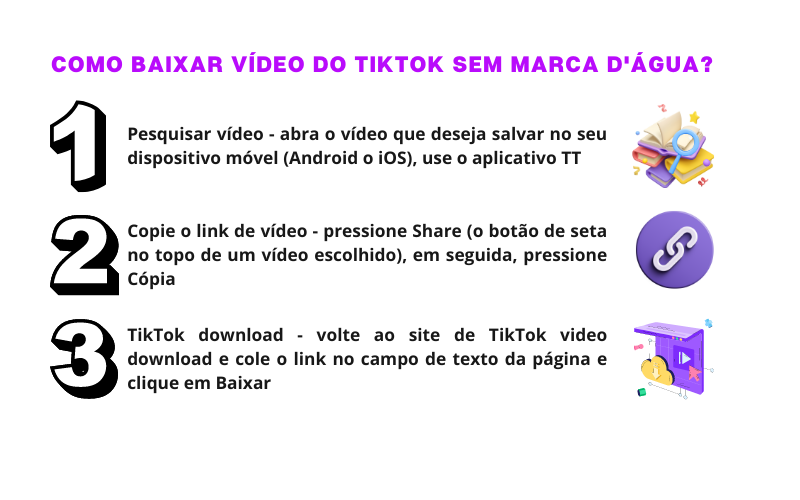 COMO BAIXAR VÍDEO DO TIKTOK SEM MARCA D'ÁGUA?
1
Pesquisar vídeo - abra o vídeo que deseja salvar no seu
dispositivo móvel (Android o iOS), use o aplicativo TT
2
Copie o link de vídeo - pressione Share (o botão de seta
no topo de um vídeo escolhido), em seguida, pressione
Cópia
3
TikTok download - volte ao site de TikTok video
download e cole o link no campo de texto da página e
clique em Baixar